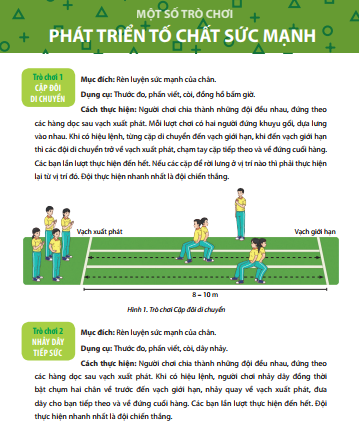 MỘT SỐ TRÒ CHƠI
PHÁT TRIỂN TỐ CHẤT SỨC MẠNH
Trò chơi 1
CẶP ĐÔI
DI CHUYỂN
Mục đích: Rèn luyện sức mạnh của chân.
Dụng cụ: Thước đo, phấn viết, còi, đồng hồ bấm giờ.
Cách thực hiện: Người chơi chia thành những đội đều nhau, đứng theo
các hàng dọc sau vạch xuất phát. Mỗi lượt chơi có hai người đứng khuỵu gối, dựa lưng
vào nhau. Khi có hiệu lệnh, từng cặp di chuyển đến vạch giới hạn, khi đến vạch giới hạn
thì các đội di chuyển trở về vạch xuất phát, chạm tay cặp tiếp theo và về đứng cuối hàng.
Các bạn lần lượt thực hiện đến hết. Nếu các cặp để rời lưng ở vị trí nào thì phải thực hiện
lại từ vị trí đó. Đội thực hiện nhanh nhất là đội chiến thắng.
Vạch xuất phát
Vạch giới hạn
8 – 10 m
Hình 1. Trò chơi Cặp đôi di chuyển
Trò chơi 2
NHẢY DÂY
TIẾP SỨC
Mục đích: Rèn luyện sức mạnh của chân.
Dụng cụ: Thước đo, phấn viết, còi, dây nhảy.
Cách thực hiện: Người chơi chia thành những đội đều nhau, đứng theo
các hàng dọc sau vạch xuất phát. Khi có hiệu lệnh, người chơi nhảy dây đồng thời
bật chụm hai chân về trước đến vạch giới hạn, nhảy quay về vạch xuất phát, đưa
dây cho bạn tiếp theo và về đứng cuối hàng. Các bạn lần lượt thực hiện đến hết. Đội
thực hiện nhanh nhất là đội chiến thắng.